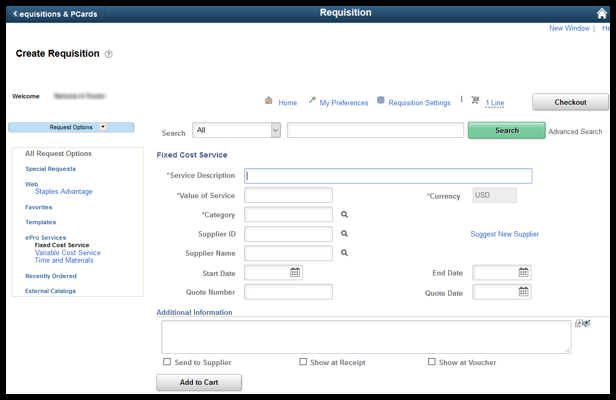 equisitions & PCards
Requisition
New Window | He
Create Requisition ?
Welcome
Home My Preferences Requisition Settings 1 Line Checkout
Request Options
Search All Search Advanced Search
All Request Options
Special Requests
Web
Staples Advantage
Favorites
Templates
ePro Services
Fixed Cost Service
Variable Cost Service
Time and Materials
Recently Ordered
External Catalogs
Fixed Cost Service
*Service Description
*Value of Service *Currency USD
*Category
Supplier ID Suggest New Supplier
Supplier Name
Start Date End Date
Quote Number Quote Date
Additional Information
Send to Supplier Show at Receipt Show at Voucher
Add to Cart